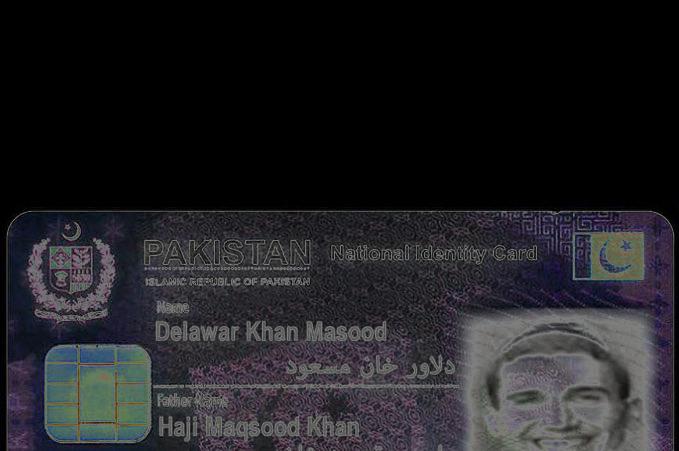 PAKISTAN National Identity Card
ISLAMIC REPUBLIC OF PAKISTAN
Name
Delawar Khan Masood
دلاور خان مسعود
Father Name
Haji Maqsood Khan